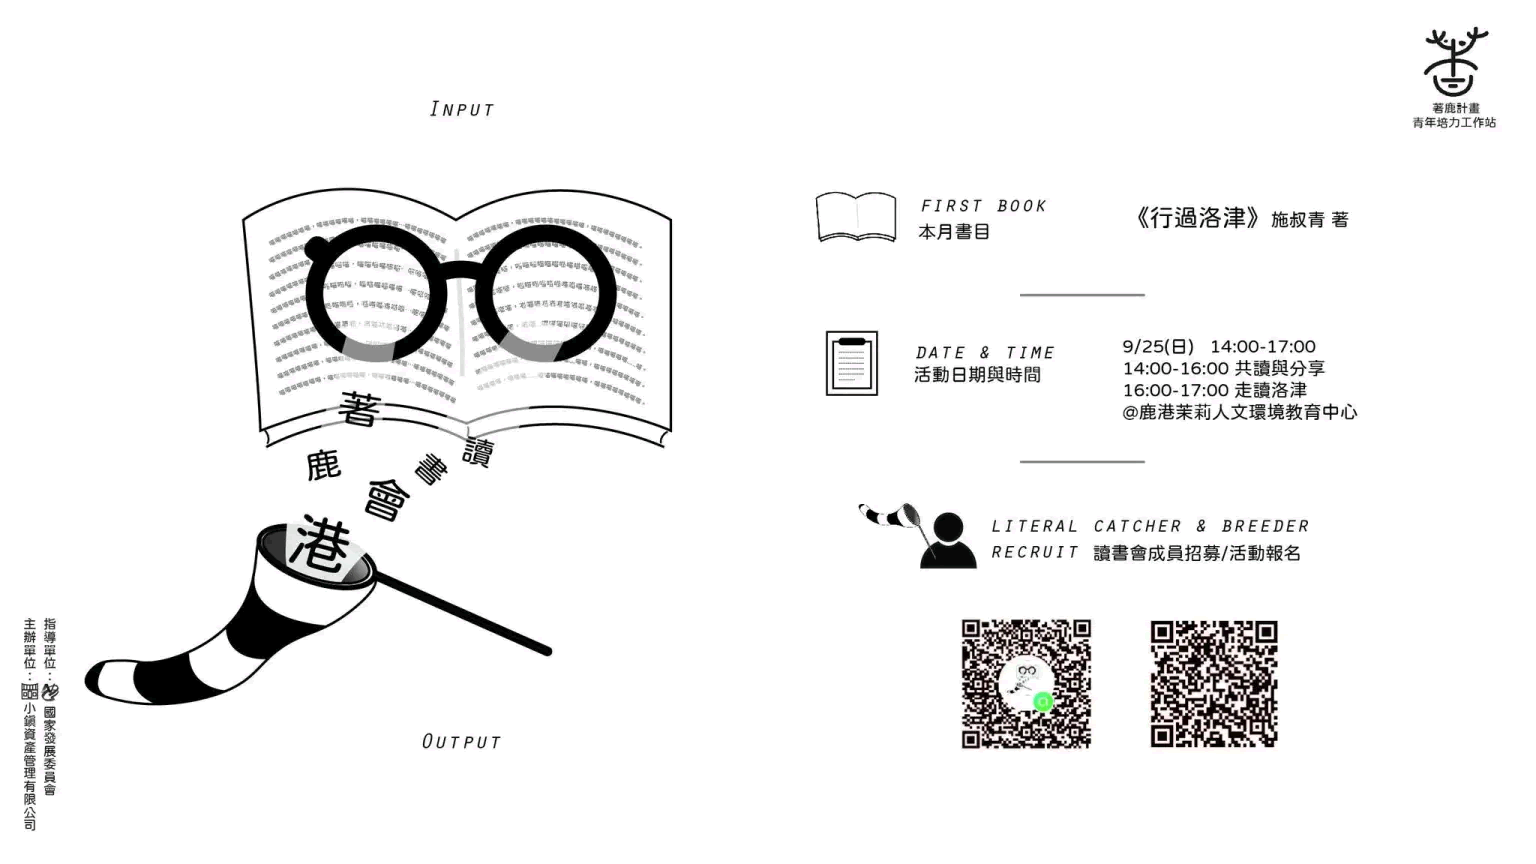 INPUT
著
鹿
港
讀
書
會
OUTPUT
指導單位：國家發展委員會
主辦單位：小鎮資產管理有限公司
著鹿計畫
青年培力工作站
FIRST BOOK
本月書目
《行過洛津》施叔青 著
DATE & TIME
活動日期與時間
9/25(日) 14:00-17:00
14:00-16:00 共讀與分享
16:00-17:00 走讀洛津
@鹿港茉莉人文環境教育中心
LITERAL CATCHER & BREEDER
RECRUIT 讀書會成員招募/活動報名